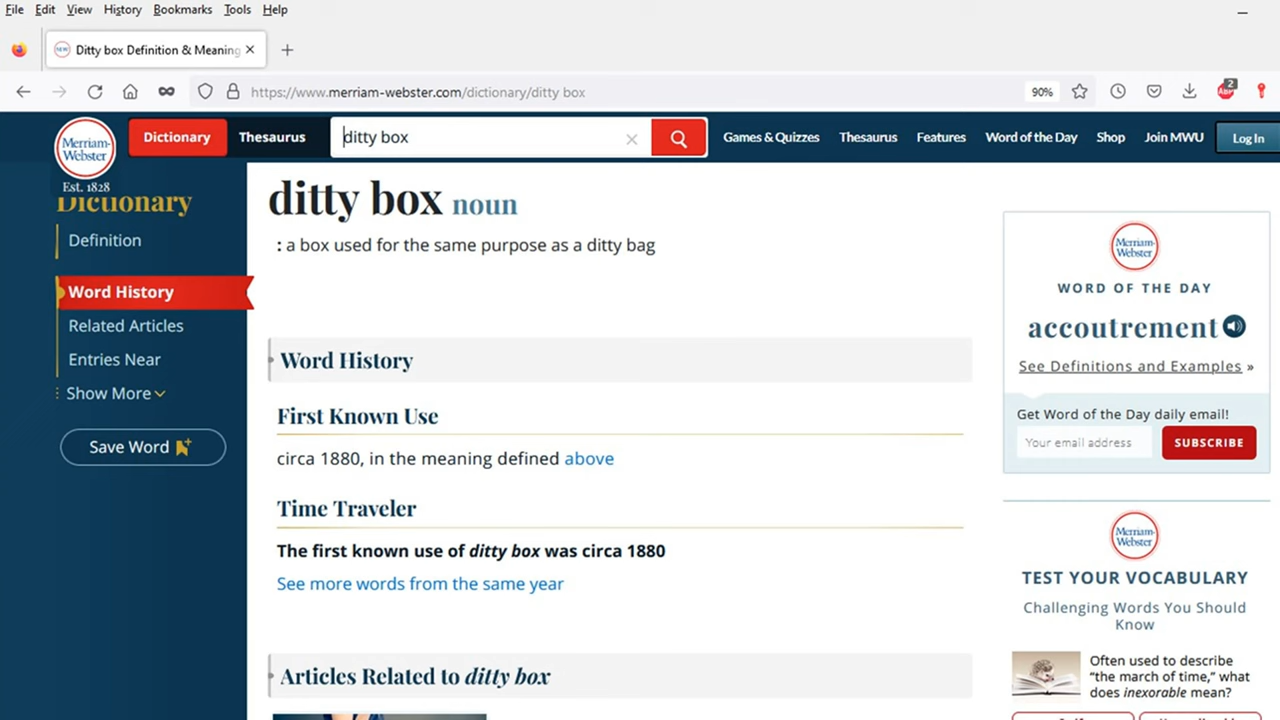 File Edit View History Bookmarks Tools Help
Ditty box Definition & Meaning
https://www.merriam-webster.com/dictionary/ditty box
90%
2
ABP
Merriam-Webster
Est. 1828
Dictionary Thesaurus
ditty box
Games & Quizzes Thesaurus Features Word of the Day Shop Join MWU Log In
Dictionary
Definition
Word History
Related Articles
Entries Near
Show More
Save Word
ditty box noun
: a box used for the same purpose as a ditty bag
Word History
First Known Use
circa 1880, in the meaning defined above
Time Traveler
The first known use of ditty box was circa 1880
See more words from the same year
Articles Related to ditty box
Merriam-Webster
WORD OF THE DAY
accoutrement
See Definitions and Examples »
Get Word of the Day daily email!
Your email address SUBSCRIBE
Merriam-Webster
TEST YOUR VOCABULARY
Challenging Words You Should
Know
Often used to describe
“the march of time,” what
does inexorable mean?